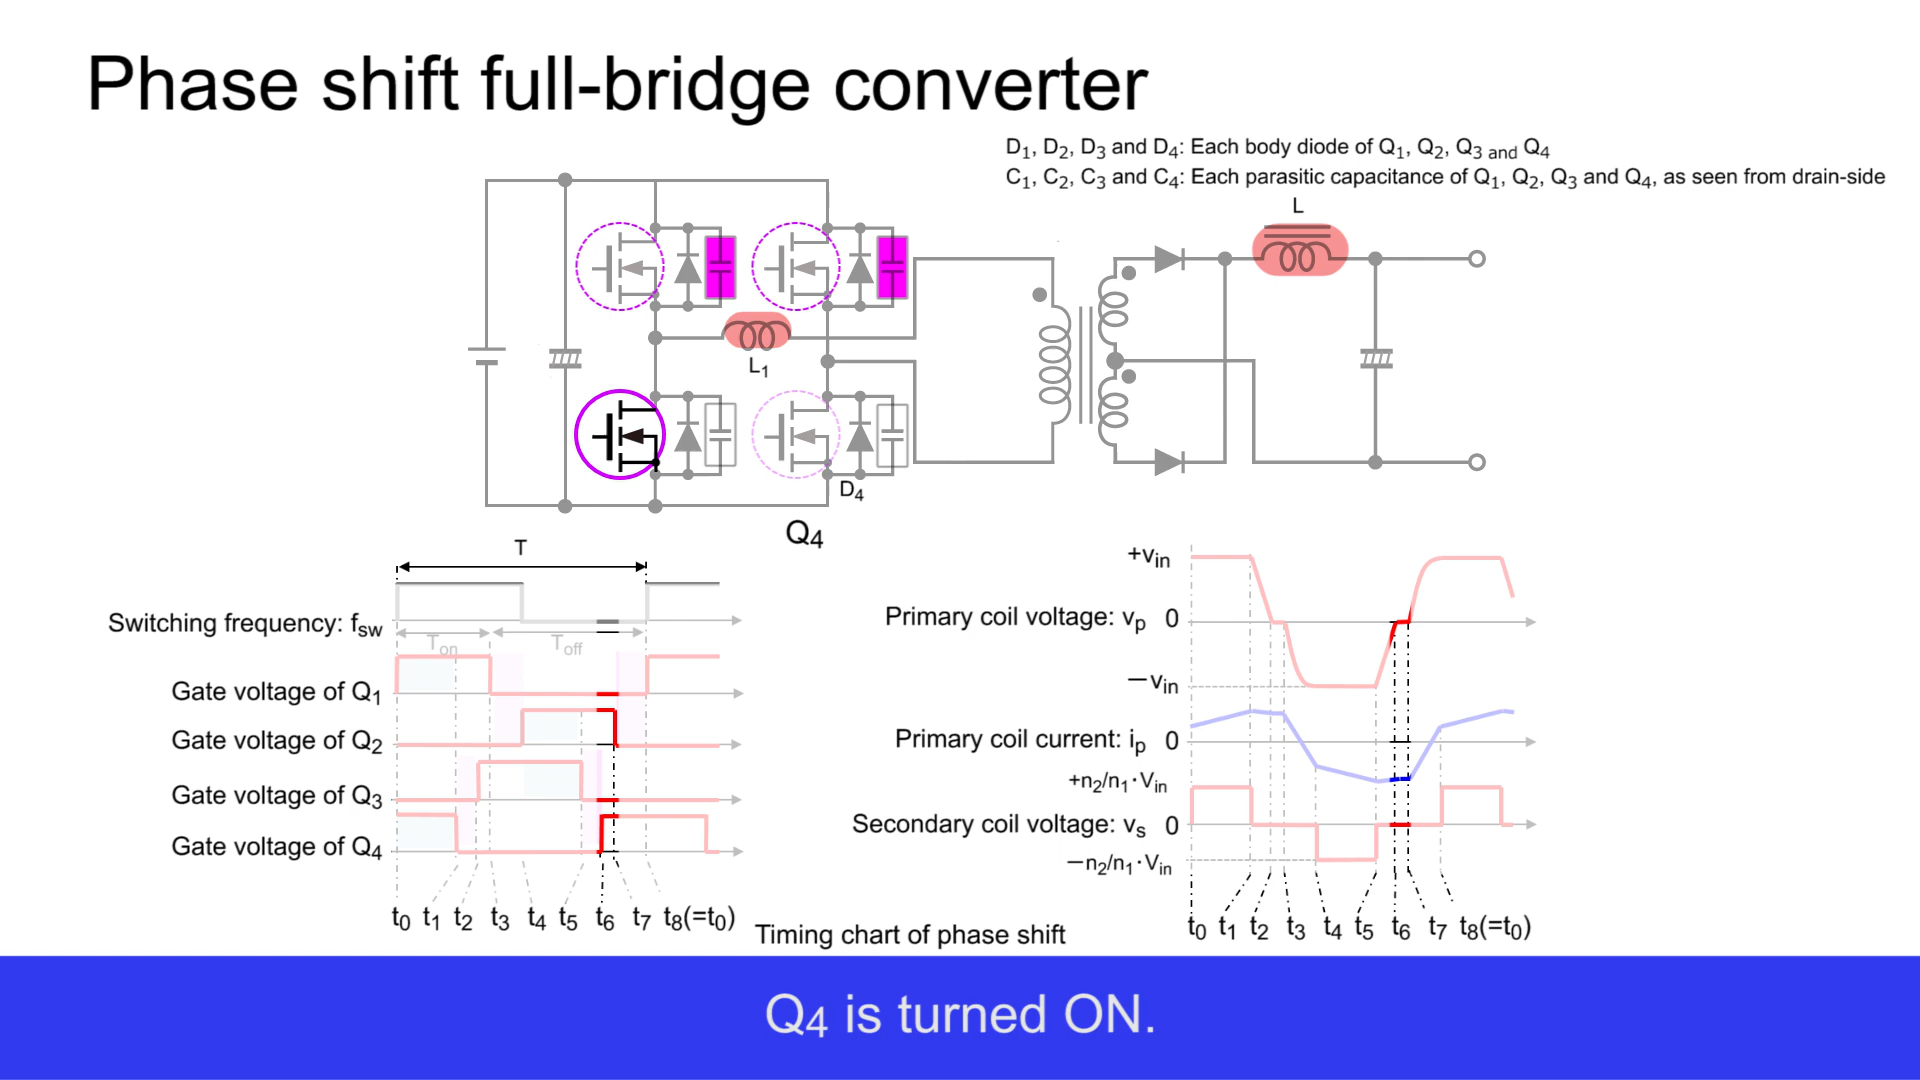 Phase shift full-bridge converter
D1, D2, D3 and D4: Each body diode of Q1, Q2, Q3 and Q4
C1, C2, C3 and C4: Each parasitic capacitance of Q1, Q2, Q3 and Q4, as seen from drain-side
L
L1
D4
Q4
T
Switching frequency: fsw
Ton
Toff
Gate voltage of Q1
Gate voltage of Q2
Gate voltage of Q3
Gate voltage of Q4
t0 t1 t2 t3 t4 t5 t6 t7 t8(=t0)
+vin
Primary coil voltage: vp 0
−vin
Primary coil current: ip 0
+n2/n1·Vin
Secondary coil voltage: vs 0
−n2/n1·Vin
t0 t1 t2 t3 t4 t5 t6 t7 t8(=t0)
Timing chart of phase shift
Q4 is turned ON.